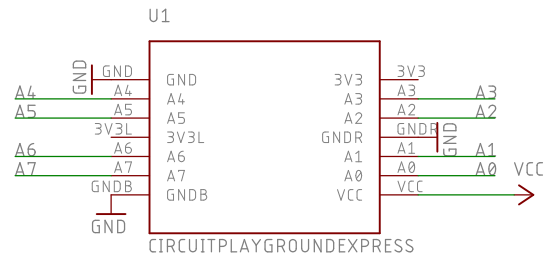 U1
GND GND GND 3V3 3V3
A4 A4 A4 A3 A3 A3
A5 A5 A5 A2 A2 A2
3V3L 3V3L GNDR GNDR GND
A6 A6 A6 A1 A1 A1
A7 A7 A7 A0 A0 A0 VCC
GNDB GNDB VCC VCC
GND
CIRCUITPLAYGROUNDEXPRESS